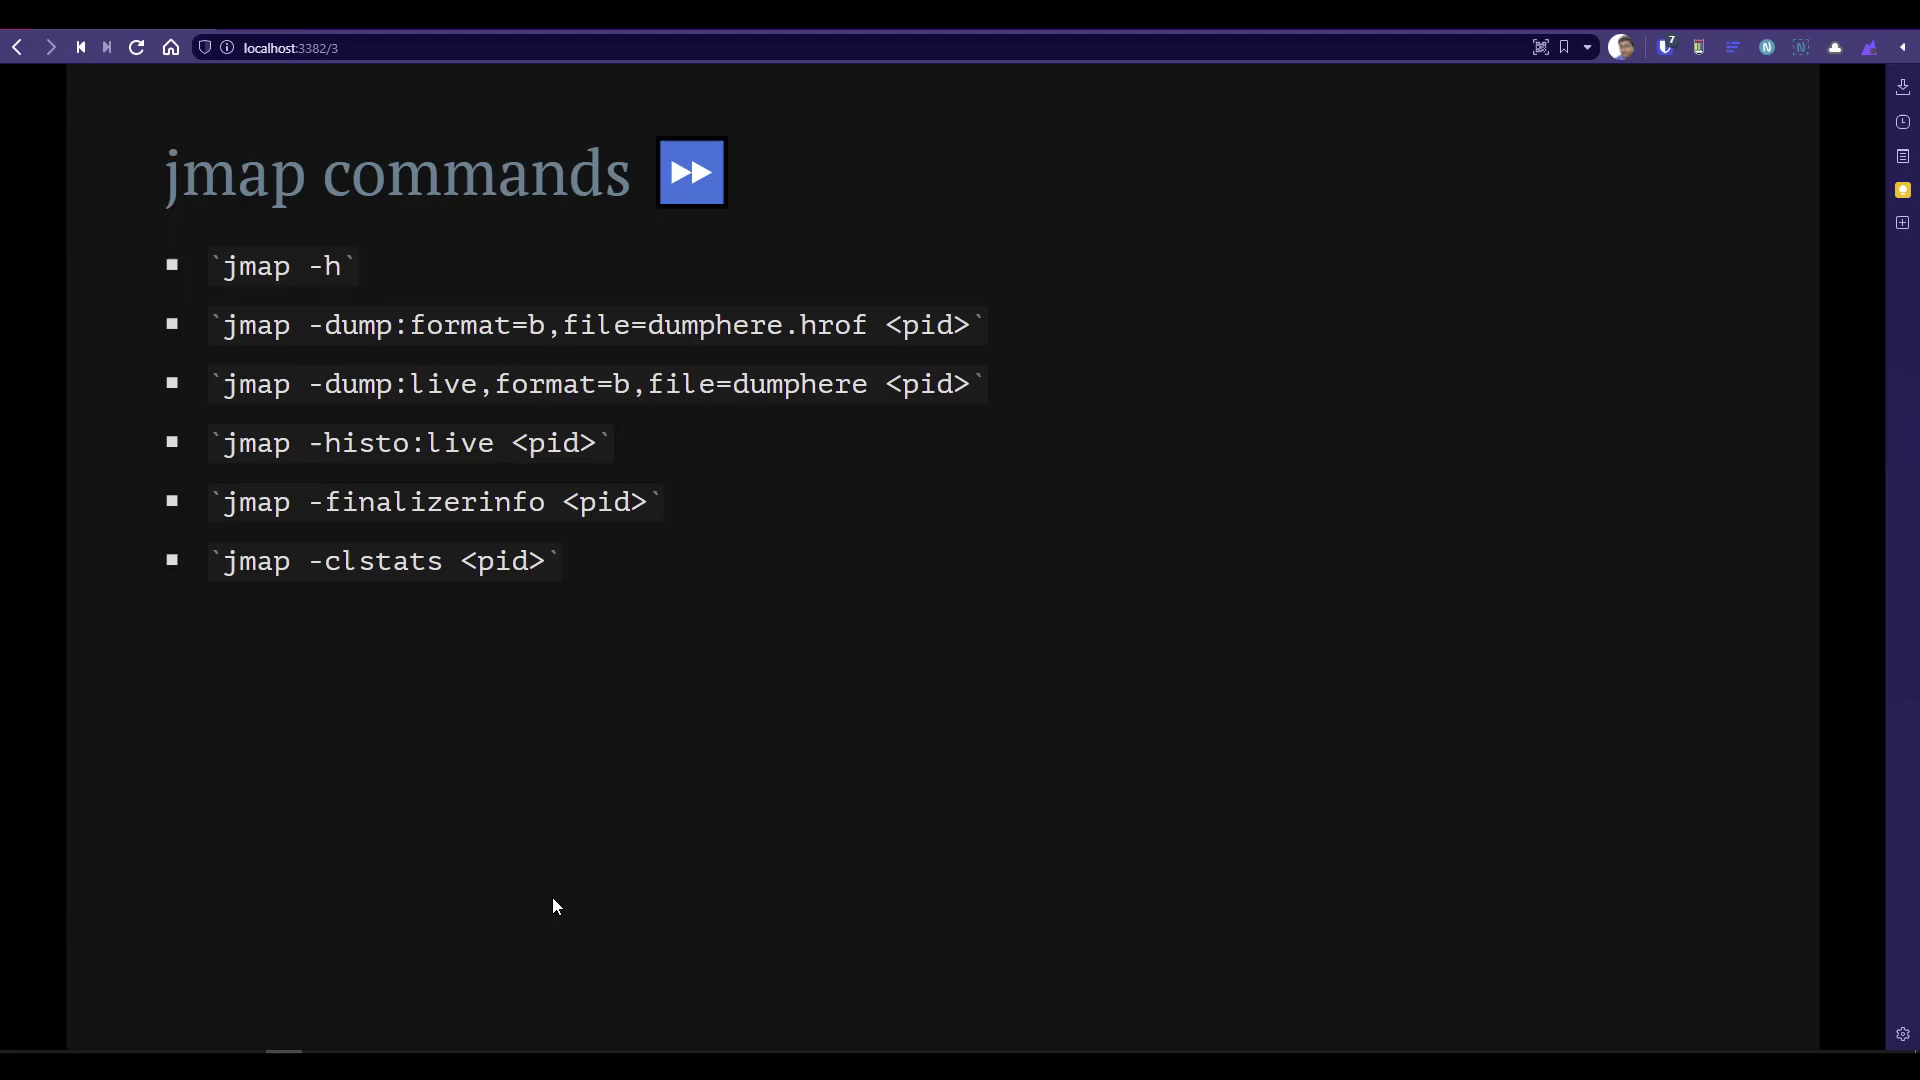 localhost:3382/3
7
jmap commands
`jmap -h`
`jmap -dump:format=b,file=dumphere.hrof <pid>`
`jmap -dump:live,format=b,file=dumphere <pid>`
`jmap -histo:live <pid>`
`jmap -finalizerinfo <pid>`
`jmap -clstats <pid>`